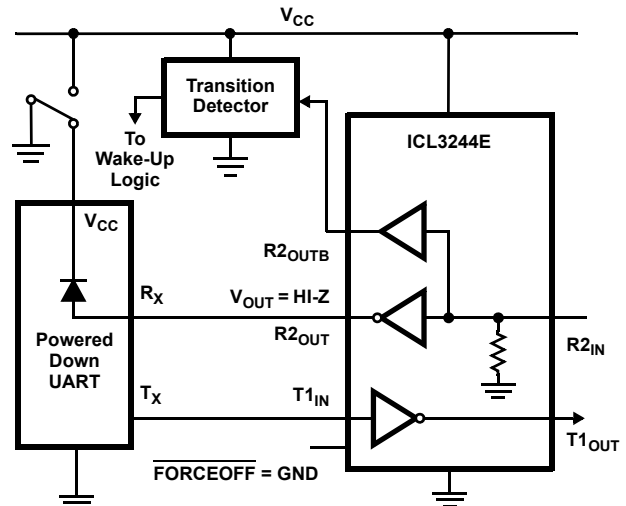 VCC
Transition
Detector
To
Wake-Up
Logic
ICL3244E
VCC
R2OUTB
RX
VOUT = HI-Z
R2OUT
R2IN
Powered
Down
UART
TX
T1IN
T1OUT
FORCEOFF = GND